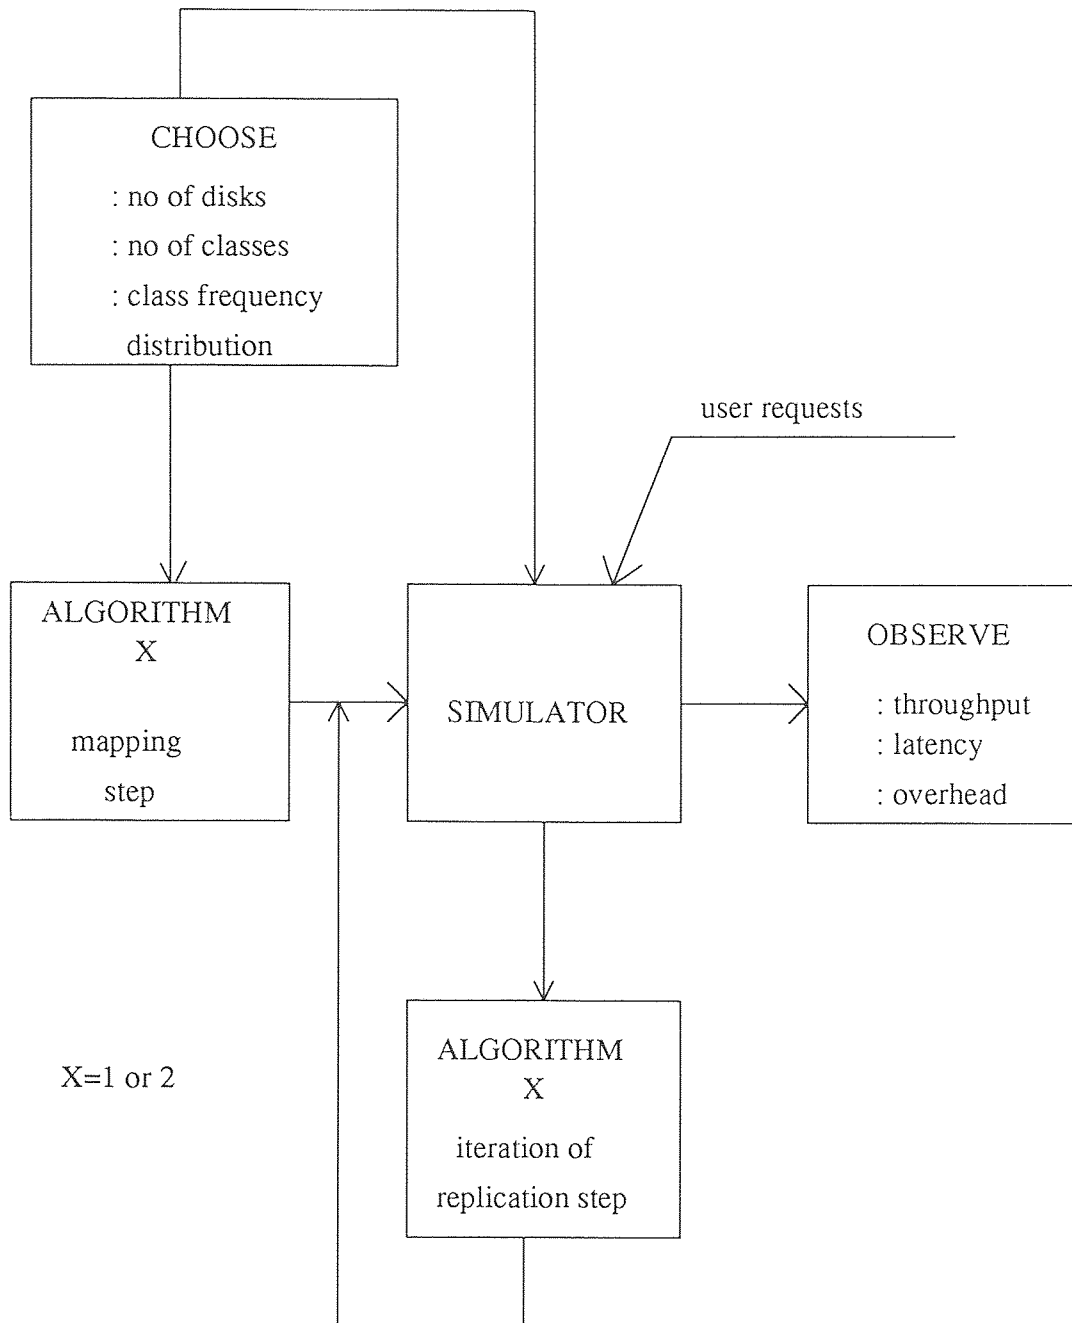 CHOOSE
: no of disks
: no of classes
: class frequency
distribution
user requests
ALGORITHM
X
mapping
step
SIMULATOR
OBSERVE
: throughput
: latency
: overhead
X=1 or 2
ALGORITHM
X
iteration of
replication step